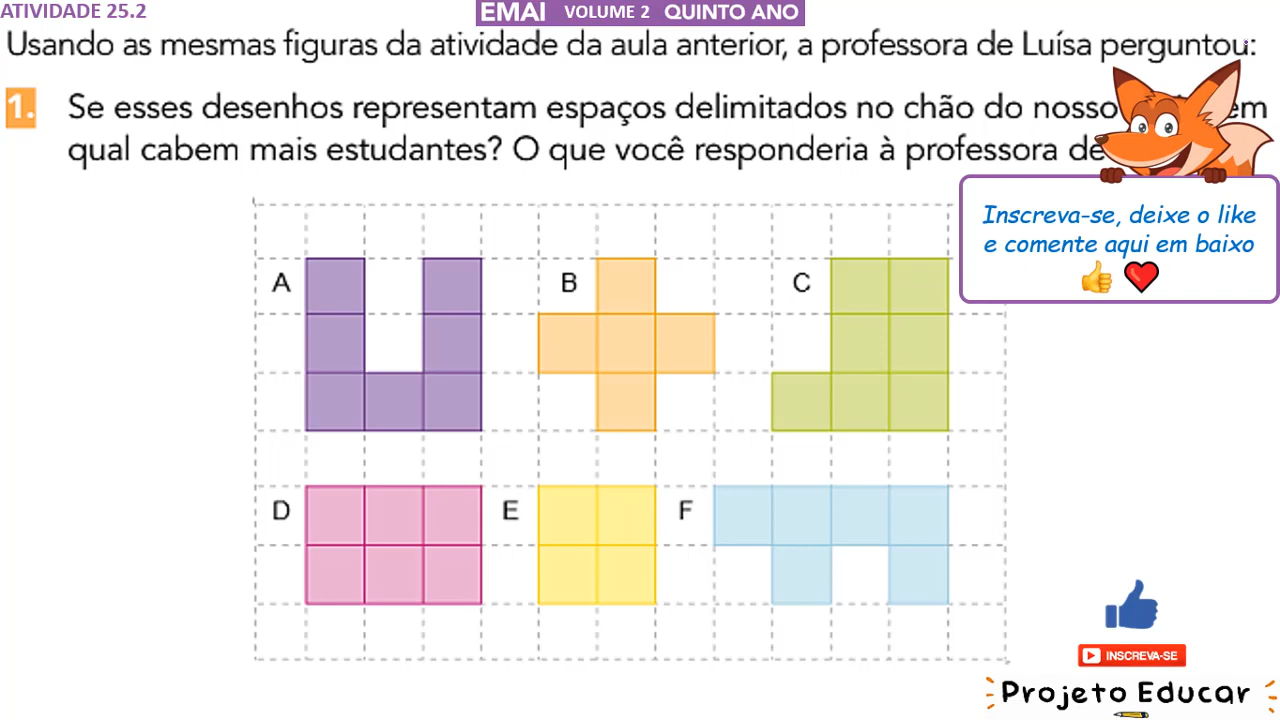 ATIVIDADE 25.2
EMAI VOLUME 2 QUINTO ANO
Usando as mesmas figuras da atividade da aula anterior, a professora de Luísa perguntou:
1. Se esses desenhos representam espaços delimitados no chão do nosso em
qual cabem mais estudantes? O que você responderia à professora de
Inscreva-se, deixe o like
e comente aqui em baixo
A B C
D E F
INSCREVA-SE
Projeto Educar